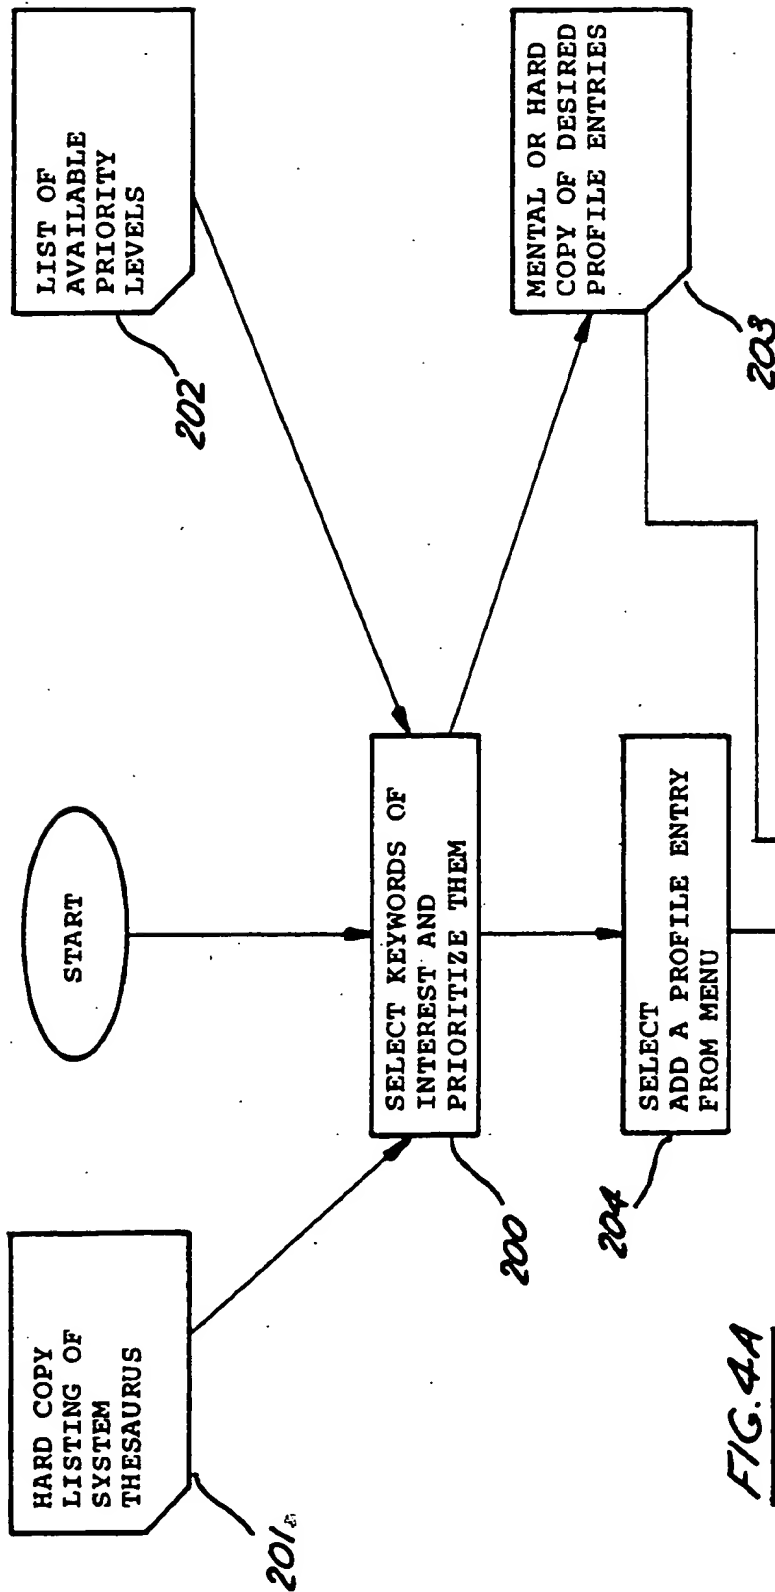 START
HARD COPY
LISTING OF
SYSTEM
THESAURUS
201
LIST OF
AVAILABLE
PRIORITY
LEVELS
202
SELECT KEYWORDS OF
INTEREST AND
PRIORITIZE THEM
200
MENTAL OR HARD
COPY OF DESIRED
PROFILE ENTRIES
203
SELECT
ADD A PROFILE ENTRY
FROM MENU
204
FIG. 4A